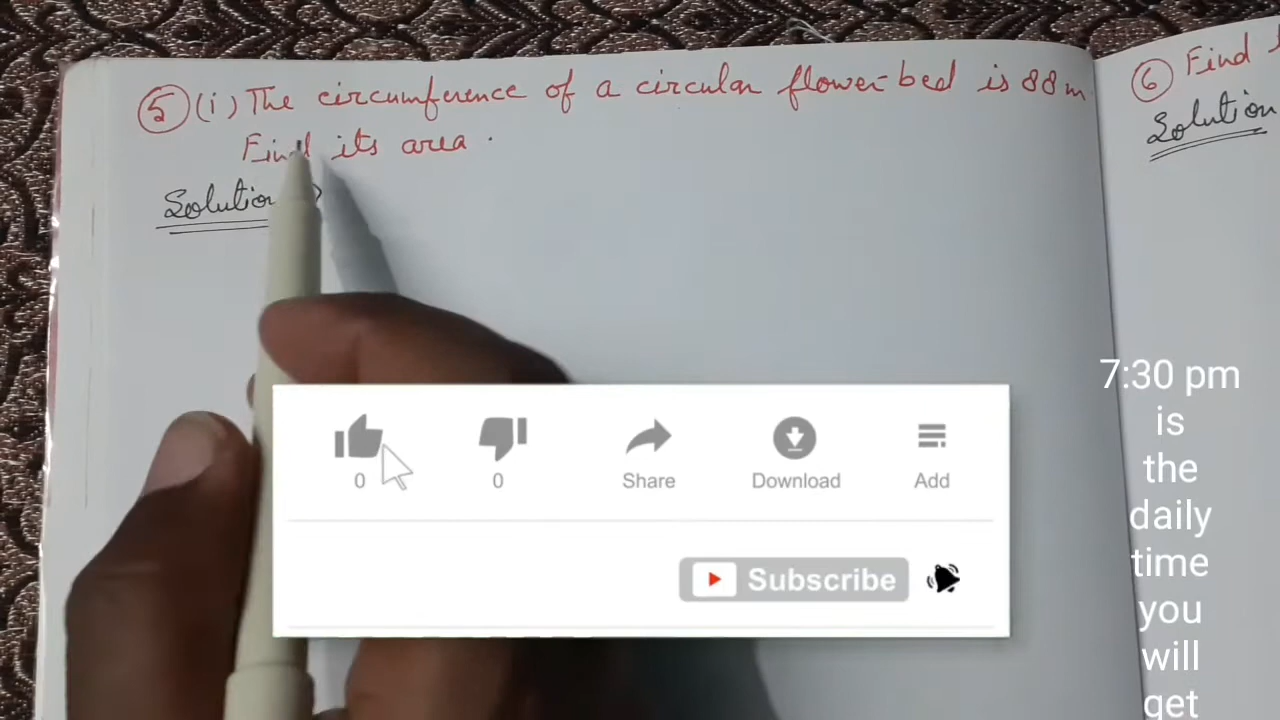 5 (i) The circumference of a circular flower-bed is 88m
Find its area.
Solution
6 Find
Solution
0
0
Share
Download
Add
Subscribe
7:30 pm
is
the
daily
time
you
will
get